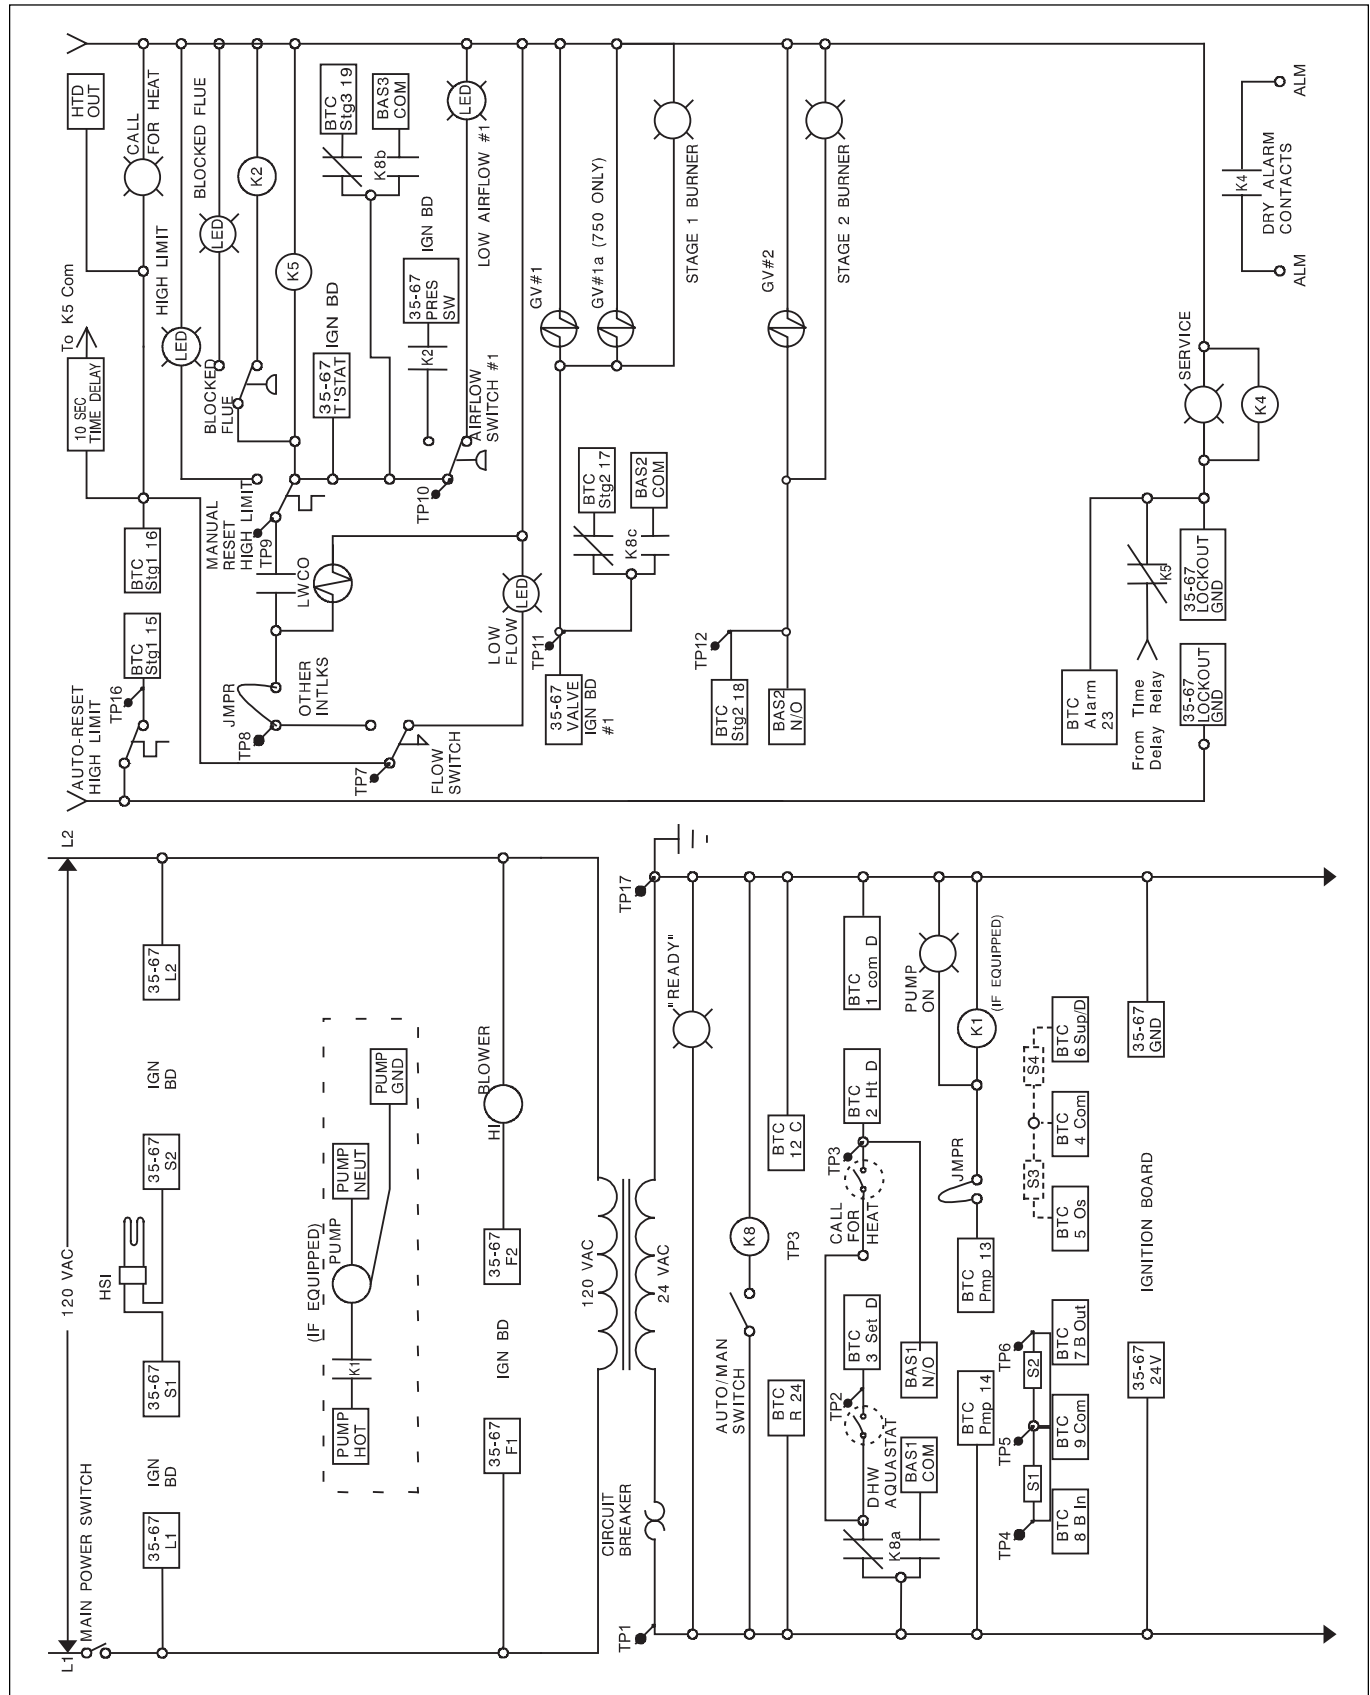 L1
120 VAC
L2
MAIN POWER SWITCH
35-67
L1
IGN
BD
35-67
S1
HSI
35-67
S2
IGN
BD
35-67
L2
(IF EQUIPPED)
PUMP
HOT
K1
PUMP
PUMP
NEUT
PUMP
GND
35-67
F1
IGN BD
35-67
F2
HI
BLOWER
120 VAC
24 VAC
CIRCUIT
BREAKER
TP1
TP17
"READY"
AUTO/MAN
SWITCH
K8
BTC
R 24
TP3
BTC
12 C
K8a
DHW
AQUASTAT
TP2
BTC
3 Set D
CALL
FOR
HEAT
TP3
BTC
2 Ht D
BTC
1 com D
BAS1
COM
BAS1
N/O
PUMP
ON
BTC
Pmp 14
BTC
Pmp 13
JMPR
K1
(IF EQUIPPED)
TP4
S1
TP5
S2
TP6
S3
S4
BTC
8 B In
BTC
9 Com
BTC
7 B Out
BTC
5 Os
BTC
4 Com
BTC
6 Sup/D
35-67
24V
IGNITION BOARD
35-67
GND
AUTO-RESET
HIGH LIMIT
TP16
BTC
Stg1 15
BTC
Stg1 16
10 SEC
TIME DELAY
To K5 Com
HTD
OUT
CALL
FOR HEAT
HIGH LIMIT
LED
BLOCKED FLUE
LED
BLOCKED
FLUE
K2
K5
MANUAL
RESET
HIGH LIMIT
TP9
LWCO
JMPR
TP8
OTHER
INTLKS
TP7
FLOW
SWITCH
35-67
T'STAT
IGN BD
BTC
Stg3 19
K8b
BAS3
COM
K2
35-67
PRES
SW
IGN BD
TP10
AIRFLOW
SWITCH #1
LED
LOW AIRFLOW #1
LOW
FLOW
LED
35-67
VALVE
IGN BD
#1
TP11
GV#1
GV#1a (750 ONLY)
STAGE 1 BURNER
BTC
Stg2 17
K8c
BAS2
COM
TP12
BTC
Stg2 18
BAS2
N/O
GV#2
STAGE 2 BURNER
BTC
Alarm
23
From Time
Delay Relay
K5
35-67
LOCKOUT
GND
35-67
LOCKOUT
GND
SERVICE
K4
ALM
K4
ALM
DRY ALARM
CONTACTS